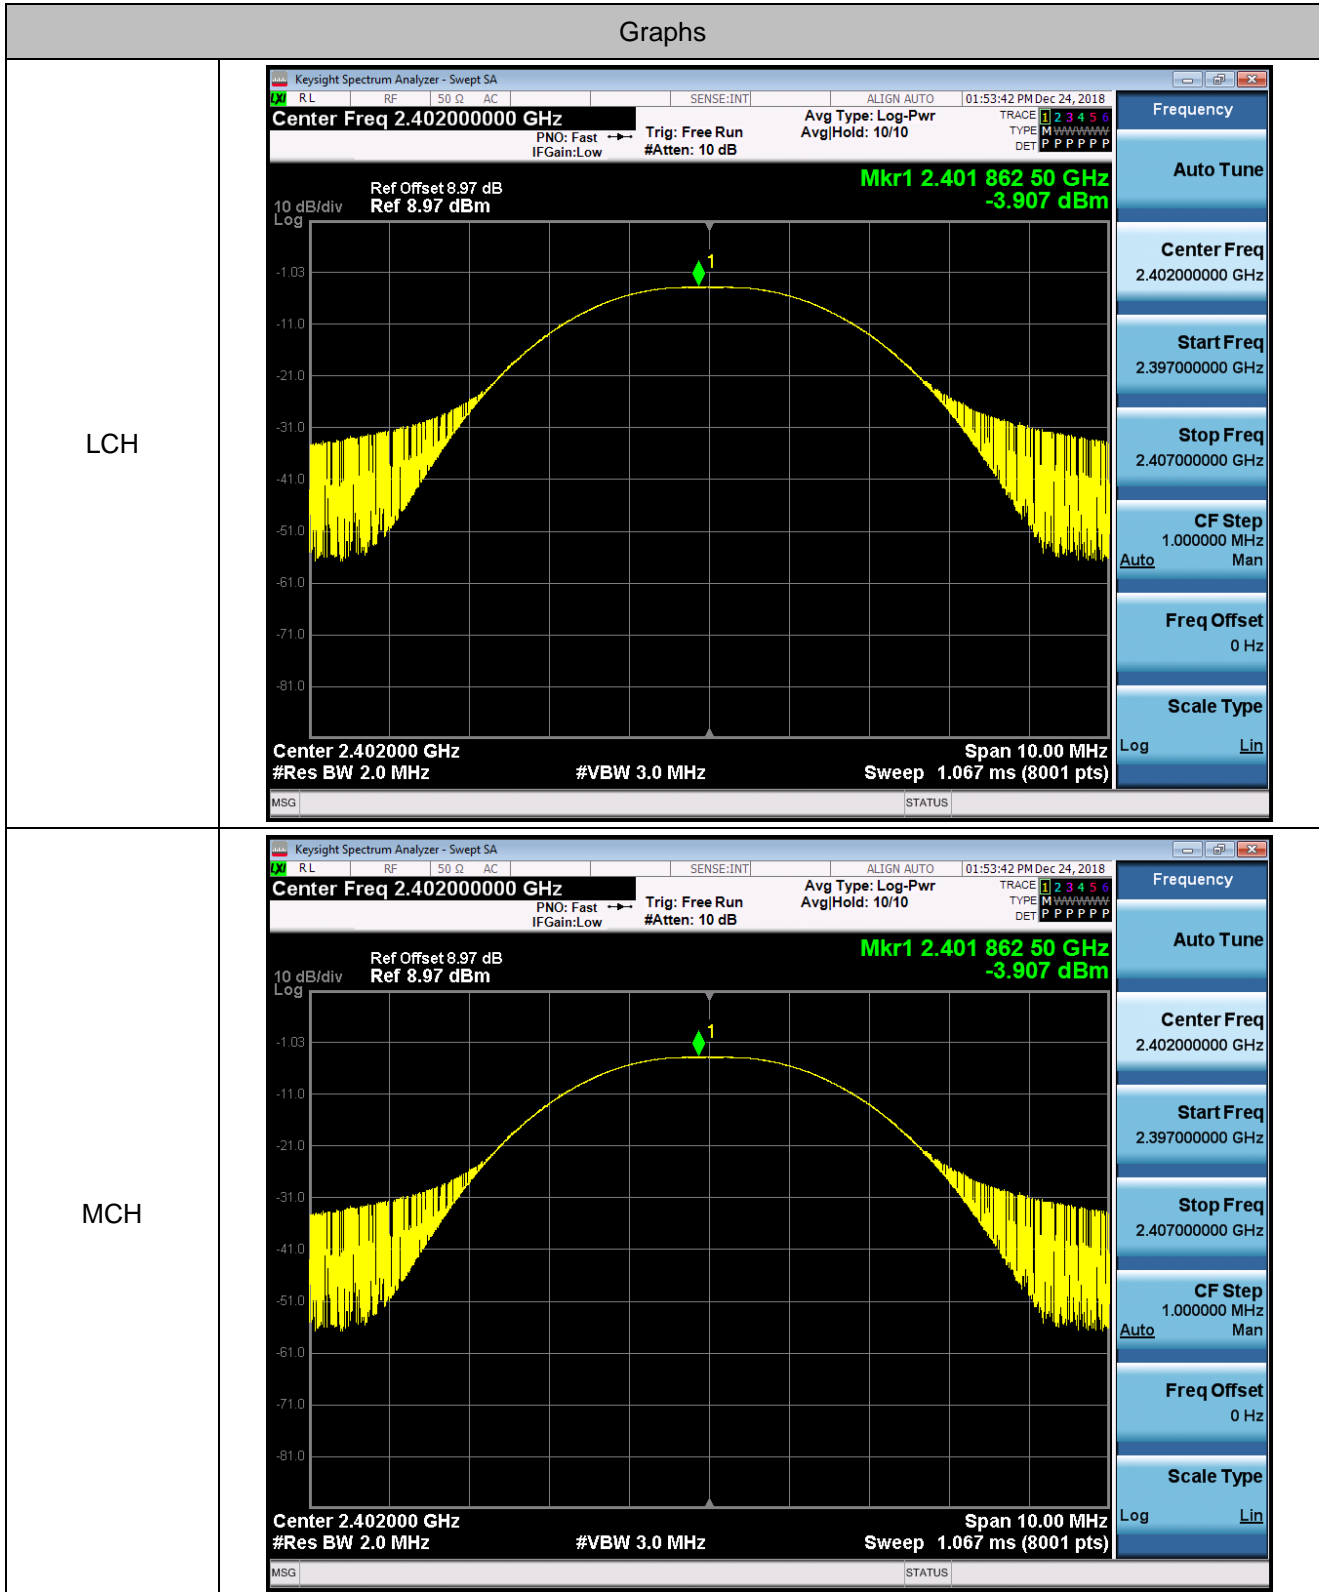 Graphs
LCH
Keysight Spectrum Analyzer - Swept SA
LXI RL RF 50 Ω AC SENSE:INT ALIGN AUTO 01:53:42 PM Dec 24, 2018
Center Freq 2.402000000 GHz
PNO: Fast
IFGain:Low
Trig: Free Run
#Atten: 10 dB
Avg Type: Log-Pwr
Avg|Hold: 10/10
TRACE 1 2 3 4 5 6
TYPE M W W W W W
DET P P P P P P
Mkr1 2.401 862 50 GHz
-3.907 dBm
Ref Offset 8.97 dB
10 dB/div Ref 8.97 dBm
Log
1
-1.03
-11.0
-21.0
-31.0
-41.0
-51.0
-61.0
-71.0
-81.0
Center 2.402000 GHz Span 10.00 MHz
#Res BW 2.0 MHz #VBW 3.0 MHz Sweep 1.067 ms (8001 pts)
MSG STATUS
Frequency
Auto Tune
Center Freq
2.402000000 GHz
Start Freq
2.397000000 GHz
Stop Freq
2.407000000 GHz
CF Step
1.000000 MHz
Auto Man
Freq Offset
0 Hz
Scale Type
Log Lin
MCH
Keysight Spectrum Analyzer - Swept SA
LXI RL RF 50 Ω AC SENSE:INT ALIGN AUTO 01:53:42 PM Dec 24, 2018
Center Freq 2.402000000 GHz
PNO: Fast
IFGain:Low
Trig: Free Run
#Atten: 10 dB
Avg Type: Log-Pwr
Avg|Hold: 10/10
TRACE 1 2 3 4 5 6
TYPE M W W W W W
DET P P P P P P
Mkr1 2.401 862 50 GHz
-3.907 dBm
Ref Offset 8.97 dB
10 dB/div Ref 8.97 dBm
Log
1
-1.03
-11.0
-21.0
-31.0
-41.0
-51.0
-61.0
-71.0
-81.0
Center 2.402000 GHz Span 10.00 MHz
#Res BW 2.0 MHz #VBW 3.0 MHz Sweep 1.067 ms (8001 pts)
MSG STATUS
Frequency
Auto Tune
Center Freq
2.402000000 GHz
Start Freq
2.397000000 GHz
Stop Freq
2.407000000 GHz
CF Step
1.000000 MHz
Auto Man
Freq Offset
0 Hz
Scale Type
Log Lin